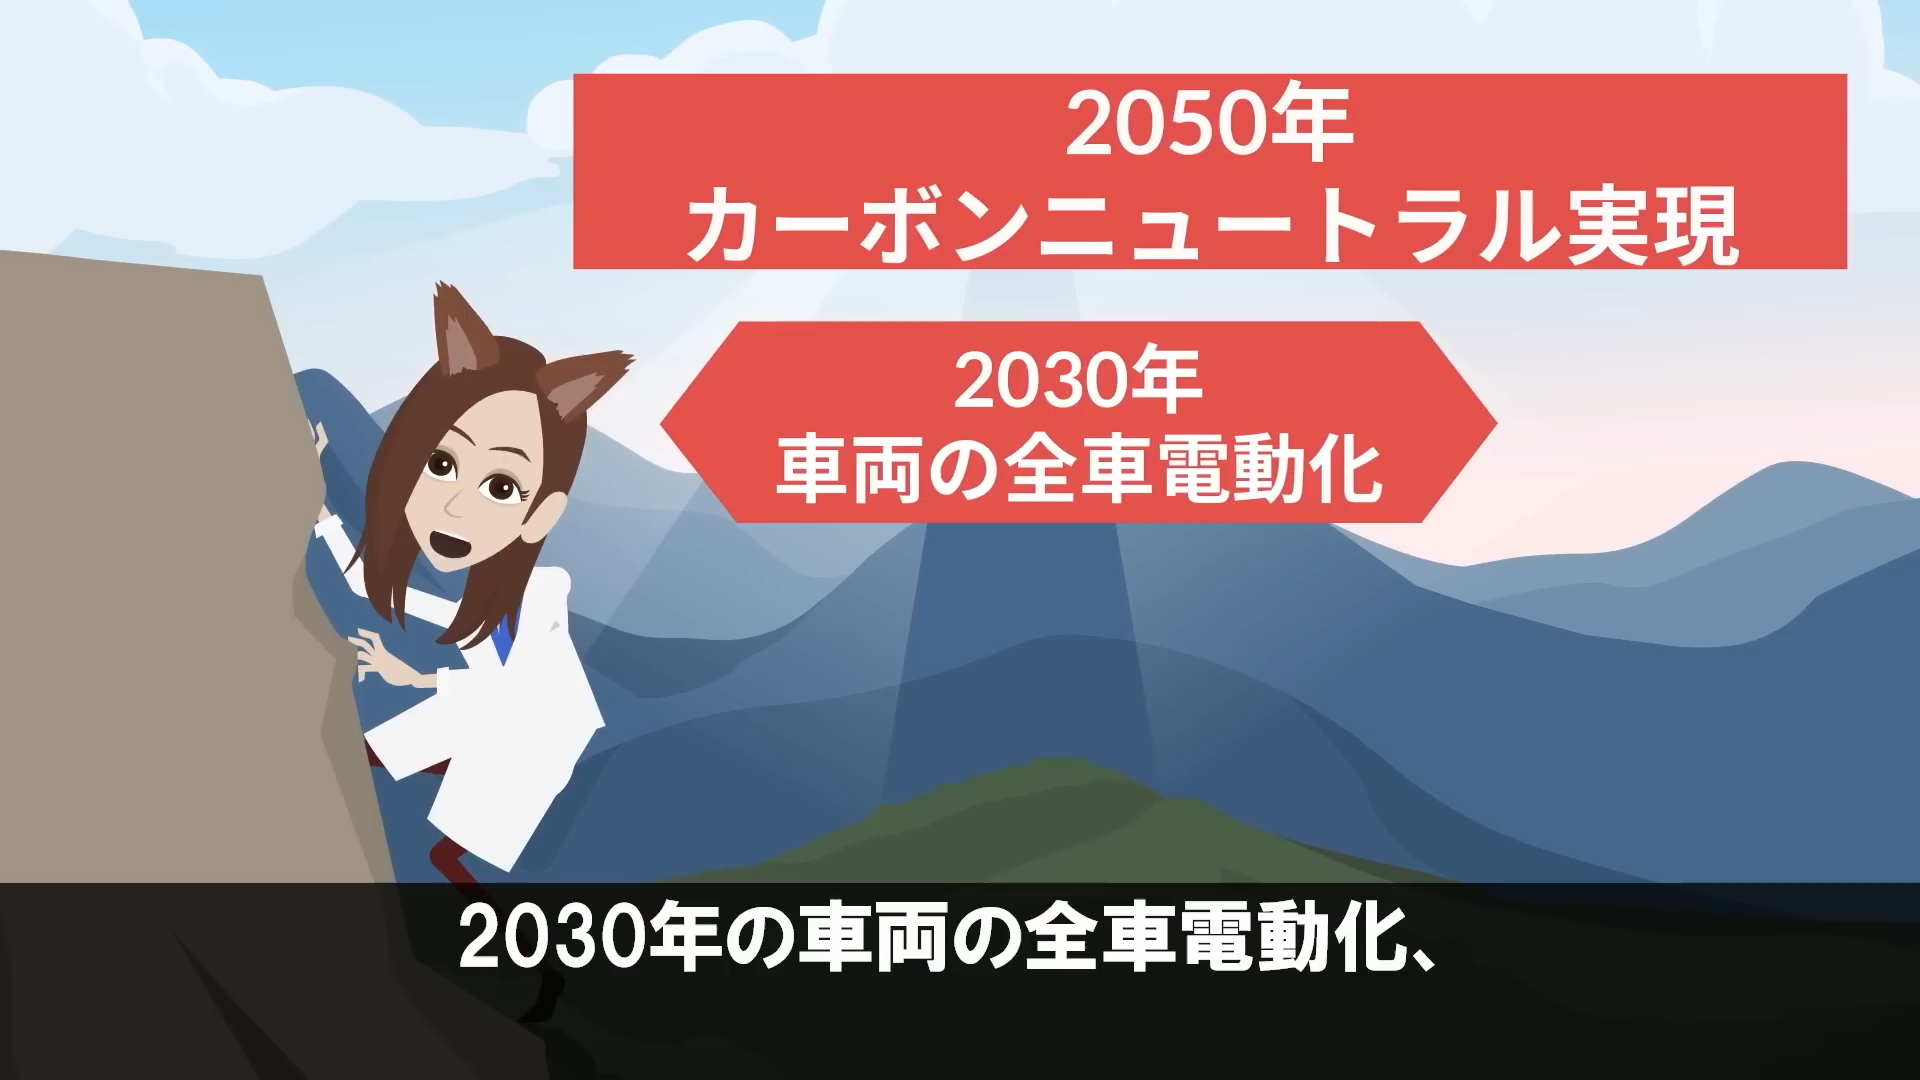 2050年
カーボンニュートラル実現
2030年
車両の全車電動化
2030年の車両の全車電動化、